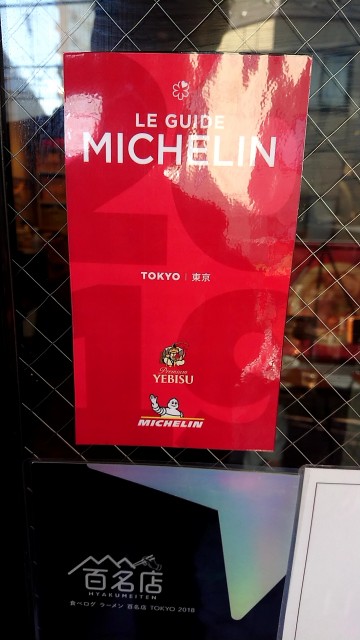 LE GUIDE
MICHELIN
2019
TOKYO | 東京
Premium
YEBISU
MICHELIN
百名店
HYAKUMEITEN
食べログ ラーメン 百名店 TOKYO 2018